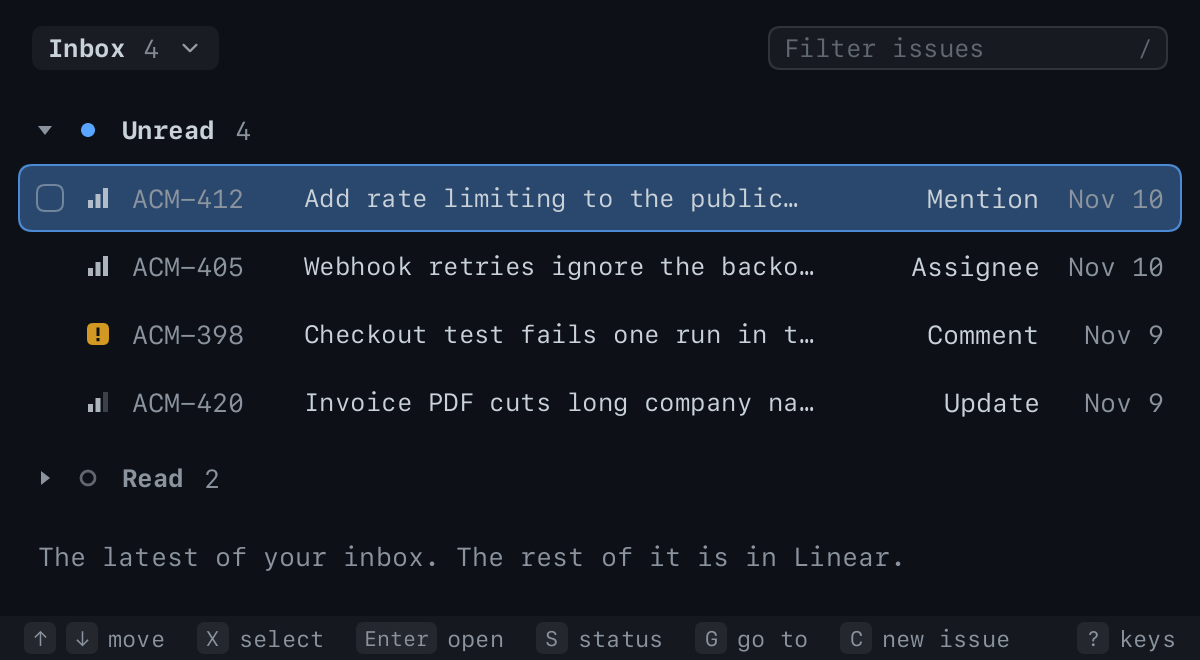 Inbox 4
Filter issues /
Unread 4
ACM-412 Add rate limiting to the public… Mention Nov 10
ACM-405 Webhook retries ignore the backo… Assignee Nov 10
! ACM-398 Checkout test fails one run in t… Comment Nov 9
ACM-420 Invoice PDF cuts long company na… Update Nov 9
Read 2
The latest of your inbox. The rest of it is in Linear.
↑ ↓ move X select Enter open S status G go to C new issue ? keys